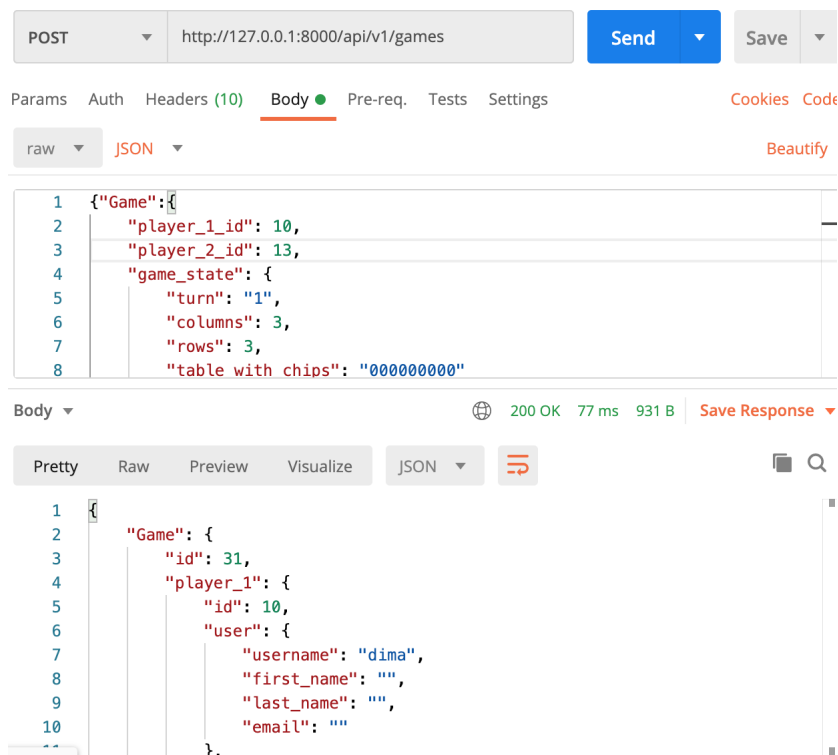 POST http://127.0.0.1:8000/api/v1/games Send Save
Params Auth Headers (10) Body Pre-req. Tests Settings Cookies Code
raw JSON Beautify
1 {"Game":{
2 "player_1_id": 10,
3 "player_2_id": 13,
4 "game_state": {
5 "turn": "1",
6 "columns": 3,
7 "rows": 3,
8 "table_with_chips": "000000000"
Body 200 OK 77 ms 931 B Save Response
Pretty Raw Preview Visualize JSON
1 {
2 "Game": {
3 "id": 31,
4 "player_1": {
5 "id": 10,
6 "user": {
7 "username": "dima",
8 "first_name": "",
9 "last_name": "",
10 "email": ""
11 },